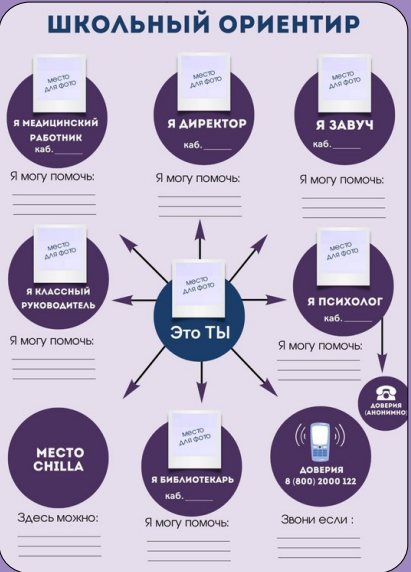 ШКОЛЬНЫЙ ОРИЕНТИР
место
для фото
Я МЕДИЦИНСКИЙ
РАБОТНИК
каб. ______
Я могу помочь:
место
для фото
Я ДИРЕКТОР
каб. ______
Я могу помочь:
место
для фото
Я ЗАВУЧ
каб. ______
Я могу помочь:
место
для фото
Я КЛАССНЫЙ
РУКОВОДИТЕЛЬ
Я могу помочь:
место
для фото
Это ТЫ
место
для фото
Я ПСИХОЛОГ
каб. ______
Я могу помочь:
ДОВЕРИЯ
(АНОНИМНО)
МЕСТО
CHILLA
Здесь можно:
место
для фото
Я БИБЛИОТЕКАРЬ
каб. ______
Я могу помочь:
ДОВЕРИЯ
8 (800) 2000 122
Звони если :